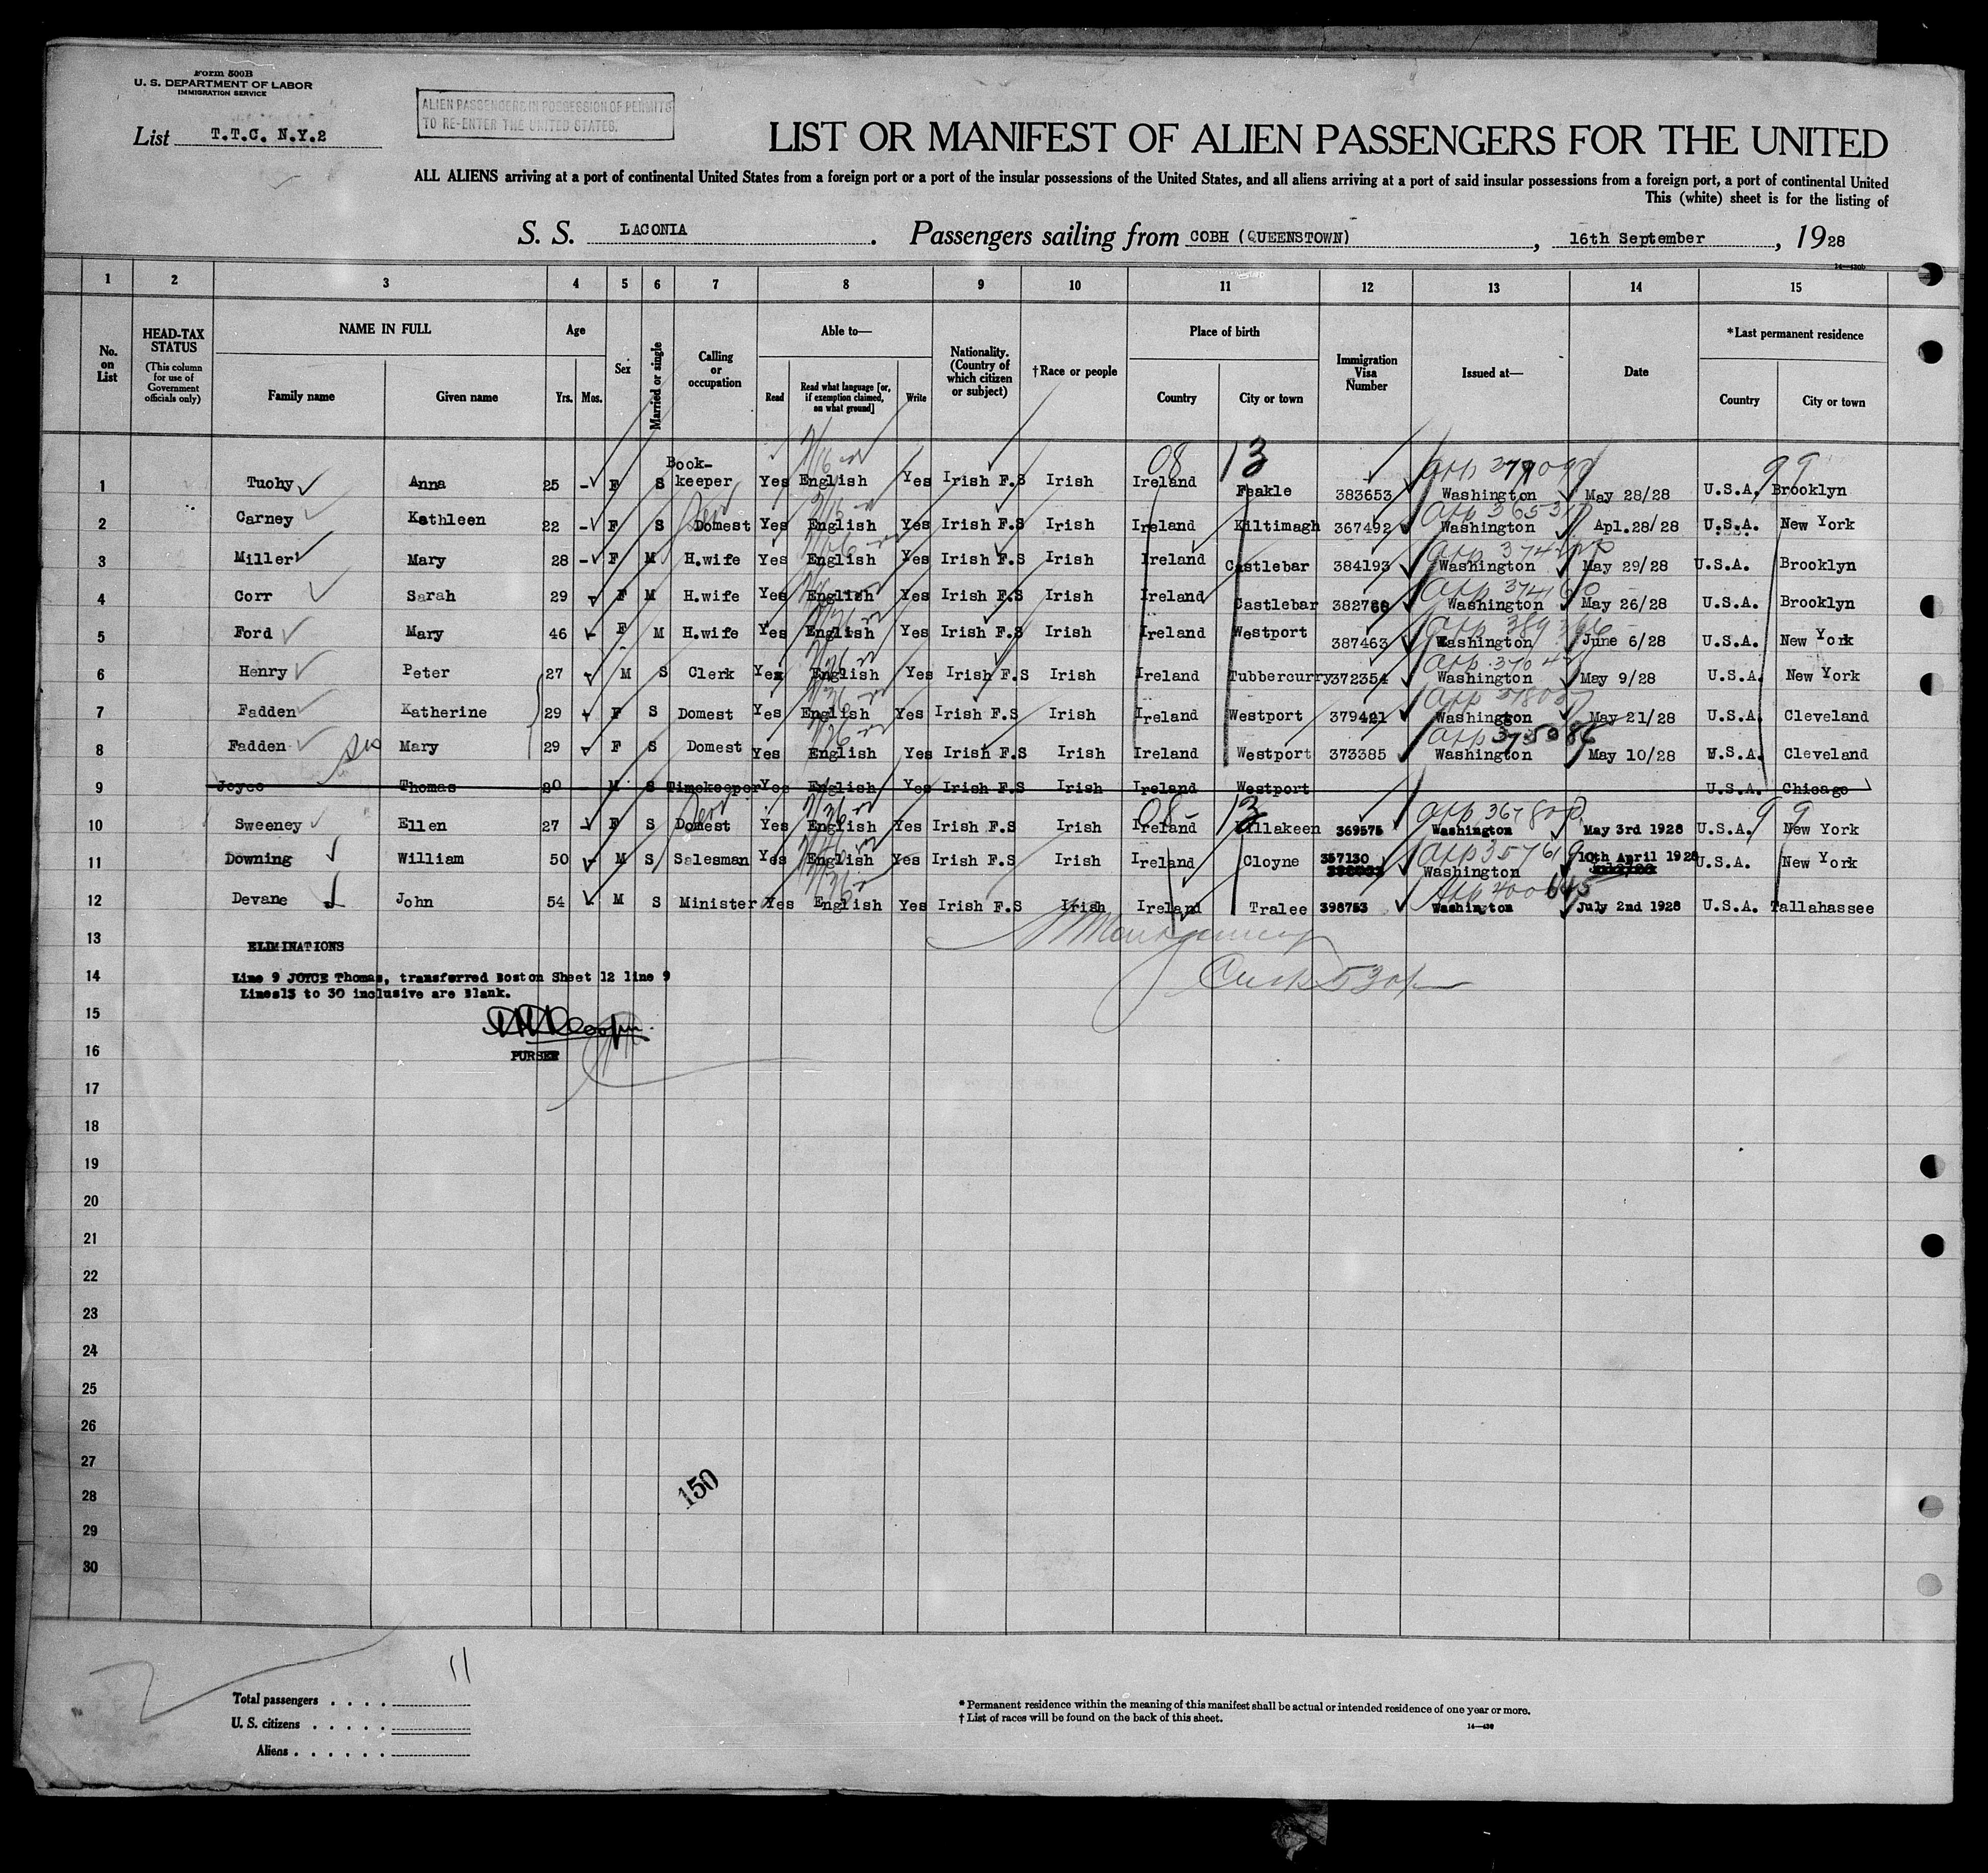 Form 500B
U. S. DEPARTMENT OF LABOR
IMMIGRATION SERVICE
ALIEN PASSENGERS IN POSSESSION OF PERMITS
TO RE-ENTER THE UNITED STATES.
List T.T.C. N.Y.2
LIST OR MANIFEST OF ALIEN PASSENGERS FOR THE UNITED
ALL ALIENS arriving at a port of continental United States from a foreign port or a port of the insular possessions of the United States, and all aliens arriving at a port of said insular possessions from a foreign port, a port of continental United
This (white) sheet is for the listing of
S. S. LACONIA. Passengers sailing from COBH (QUEENSTOWN), 16th September, 1928
1 2 3 4 5 6 7 8 9 10 11 12 13 14 15
No. on List
HEAD-TAX STATUS (This column for use of Government officials only)
NAME IN FULL Family name Given name
Age Yrs. Mos.
Sex
Married or single
Calling or occupation
Able to— Read Read what language [or, if exemption claimed, on what ground] Write
Nationality. (Country of which citizen or subject)
†Race or people
Place of birth Country City or town
Immigration Visa Number
Issued at—
Date
*Last permanent residence Country City or town
08 13 99
1 Tuohy Anna 25 - F S Book-keeper Yes English Yes Irish F.S Irish Ireland Feakle 383653 Washington May 28/28 U.S.A. Brooklyn
2 Carney Kathleen 22 - F S Domest Yes English Yes Irish F.S Irish Ireland Kiltimagh 367492 Washington Apl.28/28 U.S.A. New York
3 Miller Mary 28 - F M H.wife Yes English Yes Irish F.S Irish Ireland Castlebar 384193 Washington May 29/28 U.S.A. Brooklyn
4 Corr Sarah 29 - F M H.wife Yes English Yes Irish F.S Irish Ireland Castlebar Washington May 26/28 U.S.A. Brooklyn
5 Ford Mary 46 - F M H.wife Yes English Yes Irish F.S Irish Ireland Westport 387463 Washington June 6/28 U.S.A. New York
6 Henry Peter 27 - M S Clerk Yes English Yes Irish F.S Irish Ireland Tubbercurry 372354 Washington May 9/28 U.S.A. New York
7 Fadden Katherine 29 - F S Domest Yes English Yes Irish F.S Irish Ireland Westport 379421 Washington May 21/28 U.S.A. Cleveland
8 Fadden Sis Mary 29 - F S Domest Yes English Yes Irish F.S Irish Ireland Westport 373385 Washington May 10/28 U.S.A. Cleveland
9 Joyce Thomas 20 - M S Timekeeper Yes English Yes Irish F.S Irish Ireland Westport U.S.A. Chicago
08 - 13 99
10 Sweeney Ellen 27 - F S Domest Yes English Yes Irish F.S Irish Ireland Killakeen 369575 Washington May 3rd 1928 U.S.A. New York
11 Downing William 50 - M S Salesman Yes English Yes Irish F.S Irish Ireland Cloyne 357130 Washington 10th April 1928 U.S.A. New York
12 Devane John 54 M S Minister Yes English Yes Irish F.S Irish Ireland Tralee 398753 Washington July 2nd 1928 U.S.A. Tallahassee
13 ELIMINATIONS
14 Line 9 JOYCE Thomas, transferred Boston Sheet 12 line 9
Lines13 to 30 inclusive are Blank.
15
16 PURSER
17
18
19
20
21
22
23
24
25
26
27
28
29
30
150
11
Total passengers . . . .
U. S. citizens . . . . .
Aliens . . . . . .
* Permanent residence within the meaning of this manifest shall be actual or intended residence of one year or more.
† List of races will be found on the back of this sheet.
14—430